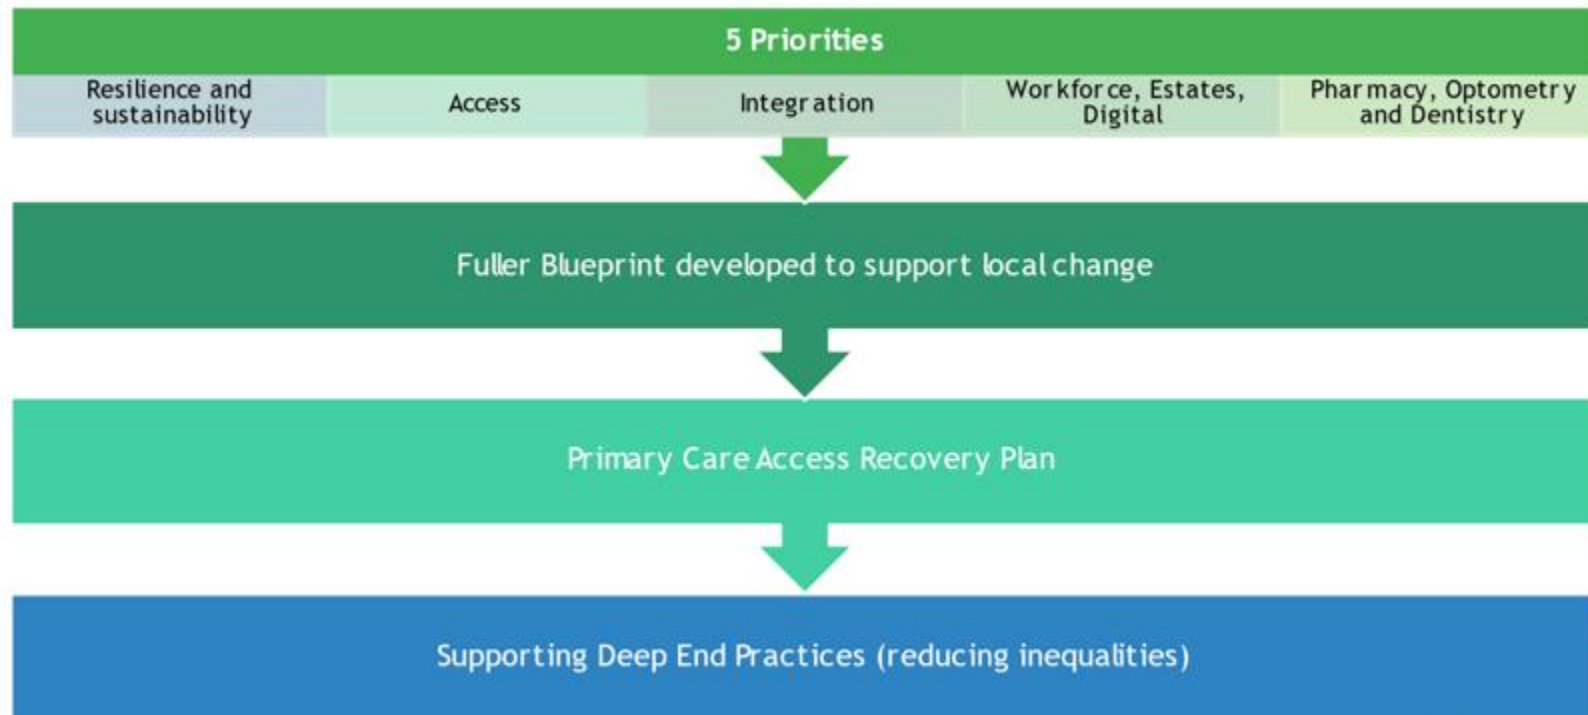 5 Priorities
Resilience and
sustainability
Access
Integration
Workforce, Estates,
Digital
Pharmacy, Optometry
and Dentistry
Fuller Blueprint developed to support local change
Primary Care Access Recovery Plan
Supporting Deep End Practices (reducing inequalities)